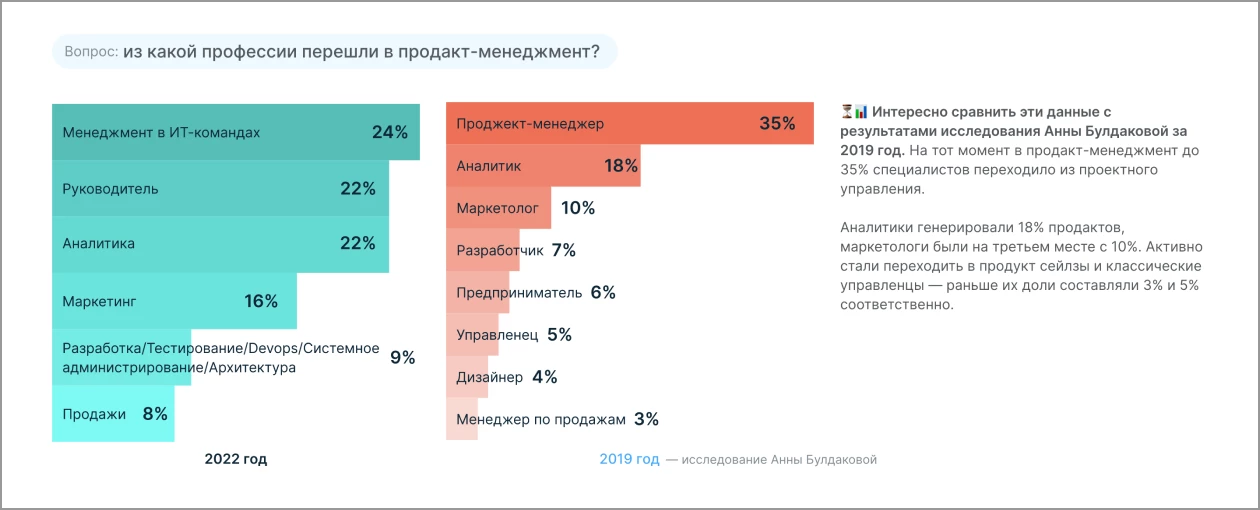 Вопрос: из какой профессии перешли в продакт-менеджмент?
Менеджмент в ИТ-командах 24%
Руководитель 22%
Аналитика 22%
Маркетинг 16%
Разработка/Тестирование/Devops/Системное
администрирование/Архитектура 9%
Продажи 8%
2022 год
Проджект-менеджер 35%
Аналитик 18%
Маркетолог 10%
Разработчик 7%
Предприниматель 6%
Управленец 5%
Дизайнер 4%
Менеджер по продажам 3%
2019 год — исследование Анны Булдаковой
⏳📊 Интересно сравнить эти данные с
результатами исследования Анны Булдаковой за
2019 год. На тот момент в продакт-менеджмент до
35% специалистов переходило из проектного
управления.
Аналитики генерировали 18% продактов,
маркетологи были на третьем месте с 10%. Активно
стали переходить в продукт сейлзы и классические
управленцы — раньше их доли составляли 3% и 5%
соответственно.